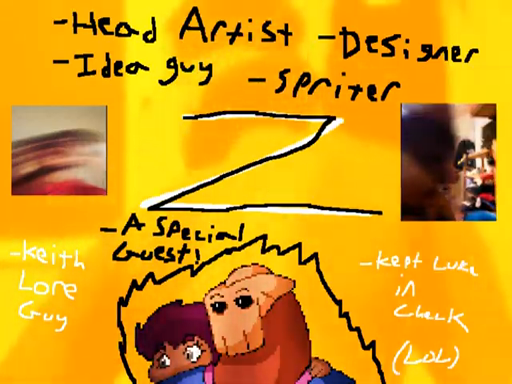 -Head Artist -Designer
-Idea guy -Spriter
Z
-A Special
Guest!
-Keith
Lore
Guy
-Kept Luke
in
Check
(LOL)